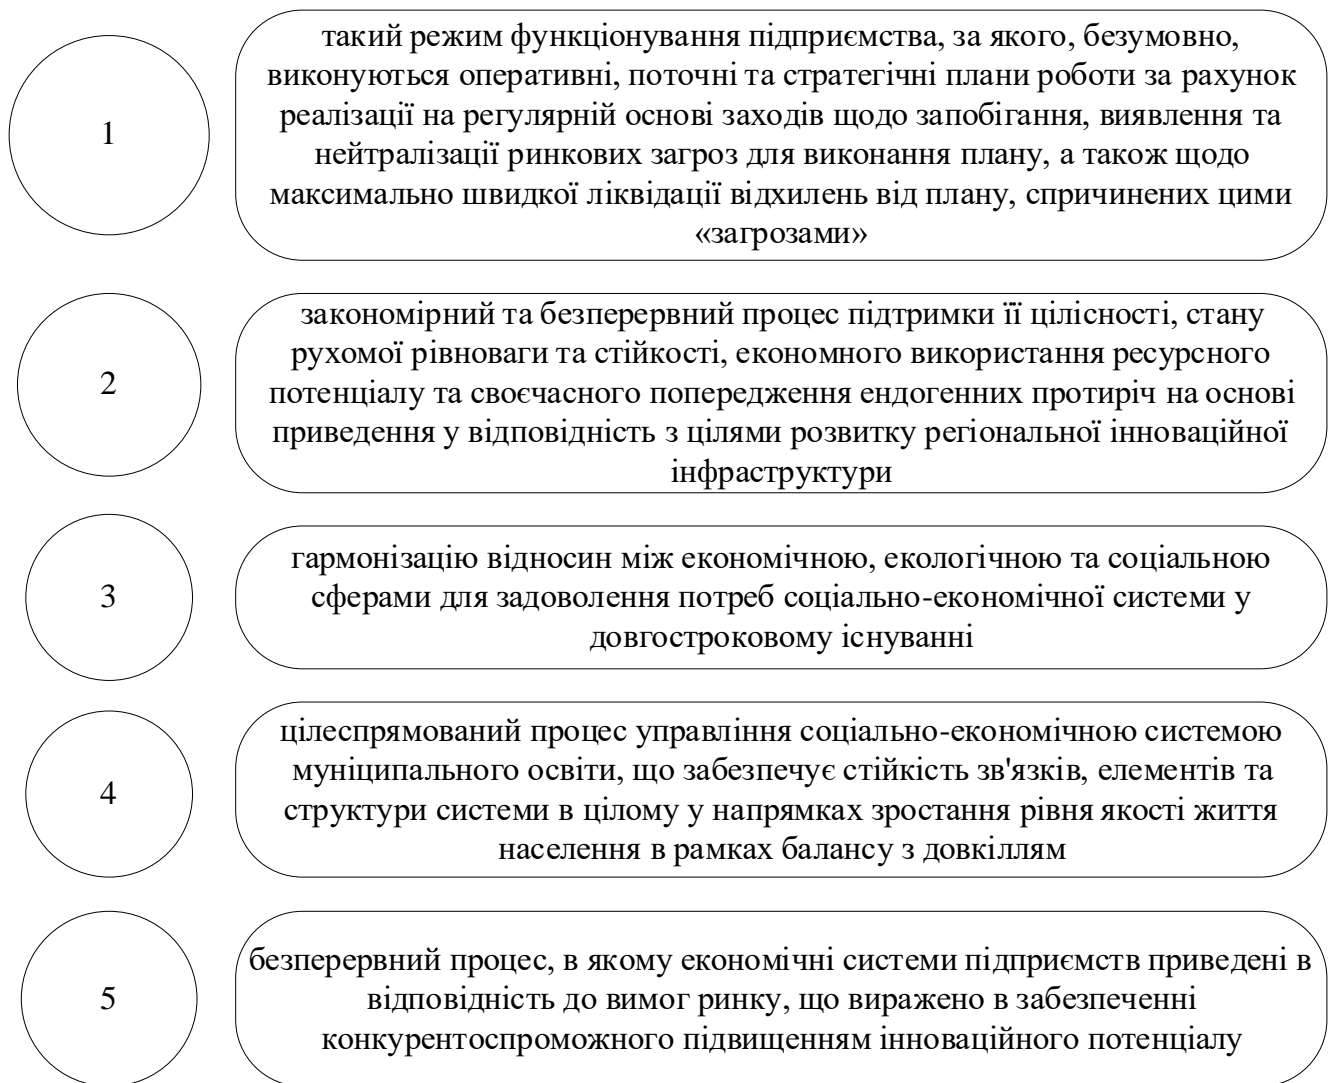 1
такий режим функціонування підприємства, за якого, безумовно,
виконуються оперативні, поточні та стратегічні плани роботи за рахунок
реалізації на регулярній основі заходів щодо запобігання, виявлення та
нейтралізації ринкових загроз для виконання плану, а також щодо
максимально швидкої ліквідації відхилень від плану, спричинених цими
«загрозами»
2
закономірний та безперервний процес підтримки її цілісності, стану
рухомої рівноваги та стійкості, економного використання ресурсного
потенціалу та своєчасного попередження ендогенних протиріч на основі
приведення у відповідність з цілями розвитку регіональної інноваційної
інфраструктури
3
гармонізацію відносин між економічною, екологічною та соціальною
сферами для задоволення потреб соціально-економічної системи у
довгостроковому існуванні
4
цілеспрямований процес управління соціально-економічною системою
муніципального освіти, що забезпечує стійкість зв'язків, елементів та
структури системи в цілому у напрямках зростання рівня якості життя
населення в рамках балансу з довкіллям
5
безперервний процес, в якому економічні системи підприємств приведені в
відповідність до вимог ринку, що виражено в забезпеченні
конкурентоспроможного підвищенням інноваційного потенціалу